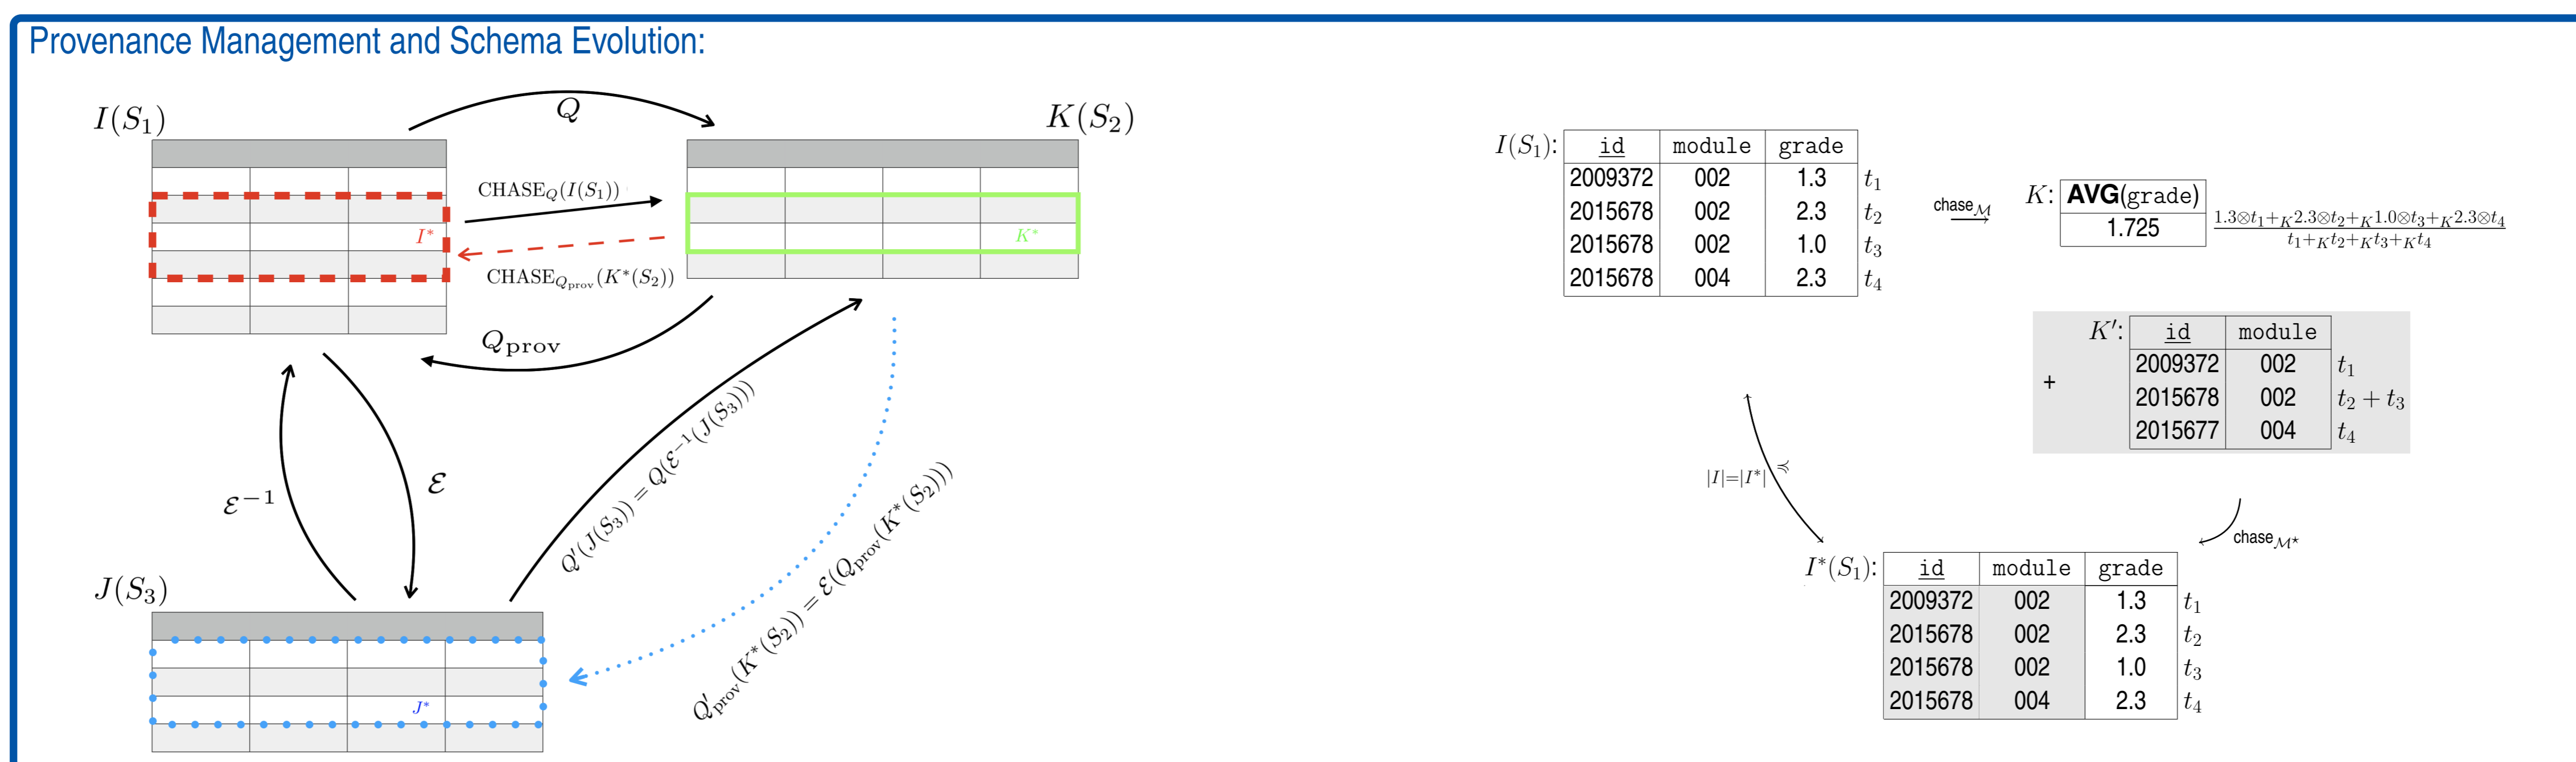 Provenance Management and Schema Evolution:
I(S₁)
Q
K(S₂)
CHASE_Q(I(S₁))
I*
K*
CHASE_{Q_prov}(K*(S₂))
Q_prov
ℰ⁻¹
ℰ
Q′(J(S₃)) = Q(ℰ⁻¹(J(S₃)))
Q′_prov(K*(S₂)) = ℰ(Q_prov(K*(S₂)))
J(S₃)
J*
I(S₁): id module grade
2009372 002 1.3 t₁
2015678 002 2.3 t₂
2015678 002 1.0 t₃
2015678 004 2.3 t₄
chase_ℳ
K: AVG(grade)
1.725
1.3⊗t₁+_K2.3⊗t₂+_K1.0⊗t₃+_K2.3⊗t₄
t₁+_Kt₂+_Kt₃+_Kt₄
+
K′: id module
2009372 002 t₁
2015678 002 t₂ + t₃
2015677 004 t₄
|I|=|I*| ≼
chase_ℳ⋆
I*(S₁): id module grade
2009372 002 1.3 t₁
2015678 002 2.3 t₂
2015678 002 1.0 t₃
2015678 004 2.3 t₄